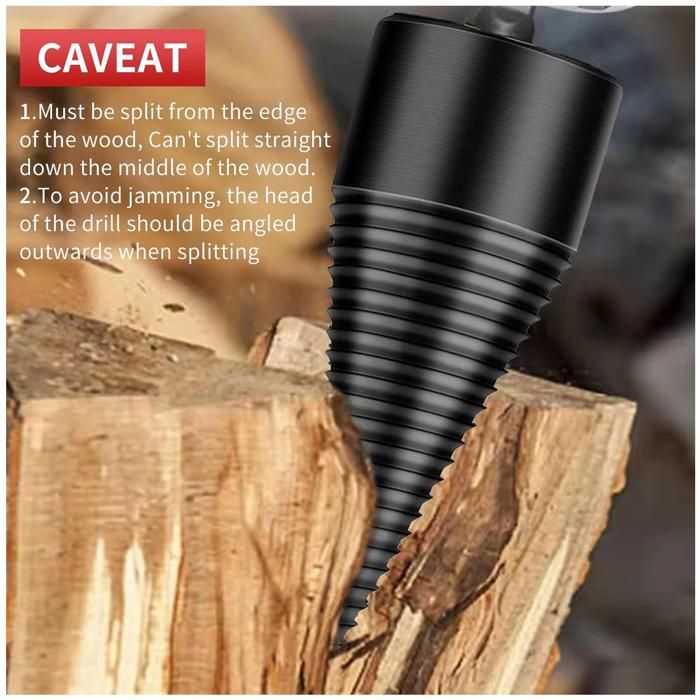 CAVEAT
1.Must be split from the edge
of the wood, Can't split straight
down the middle of the wood.
2.To avoid jamming, the head
of the drill should be angled
outwards when splitting